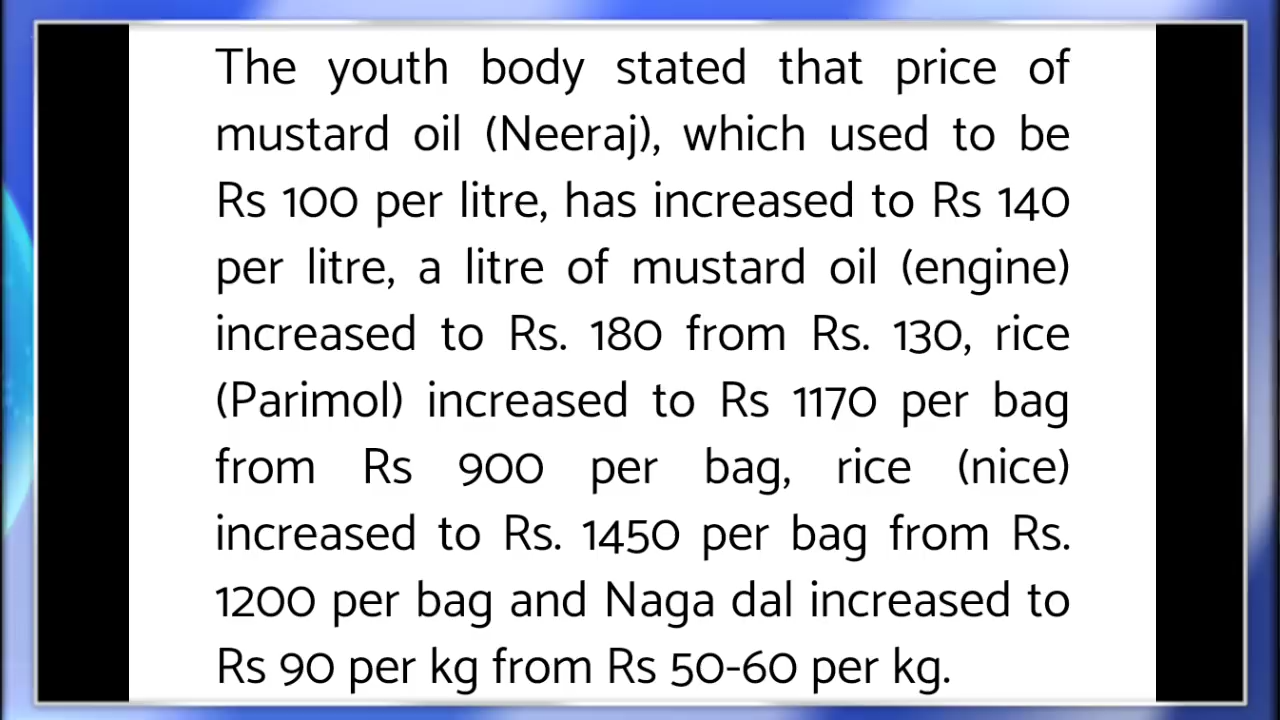 The youth body stated that price of
mustard oil (Neeraj), which used to be
Rs 100 per litre, has increased to Rs 140
per litre, a litre of mustard oil (engine)
increased to Rs. 180 from Rs. 130, rice
(Parimol) increased to Rs 1170 per bag
from Rs 900 per bag, rice (nice)
increased to Rs. 1450 per bag from Rs.
1200 per bag and Naga dal increased to
Rs 90 per kg from Rs 50-60 per kg.